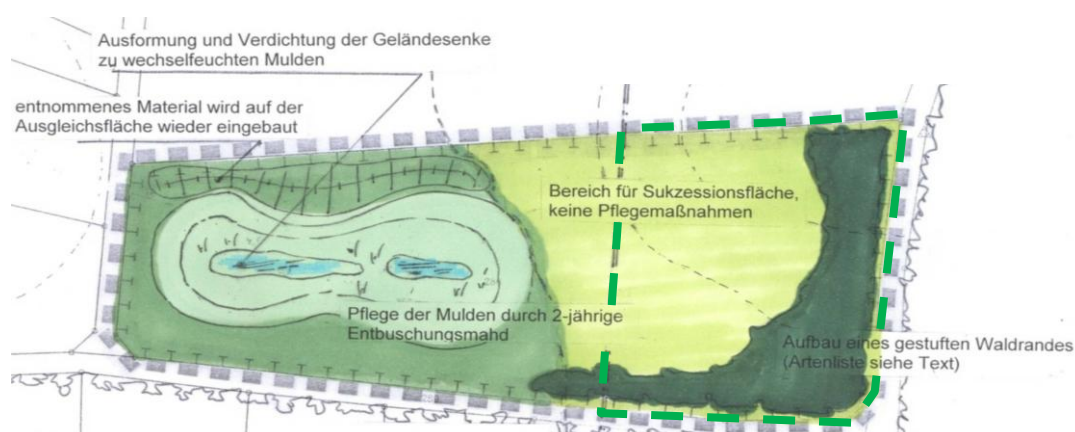 Ausformung und Verdichtung der Geländesenke
zu wechselfeuchten Mulden
entnommenes Material wird auf der
Ausgleichsfläche wieder eingebaut
Bereich für Sukzessionsfläche,
keine Pflegemaßnahmen
Pflege der Mulden durch 2-jährige
Entbuschungsmahd
Aufbau eines gestuften Waldrandes
(Artenliste siehe Text)